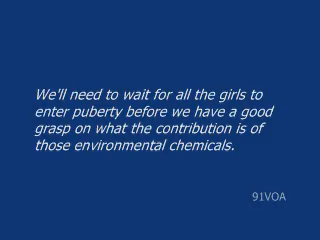 We'll need to wait for all the girls to
enter puberty before we have a good
grasp on what the contribution is of
those environmental chemicals.
91VOA